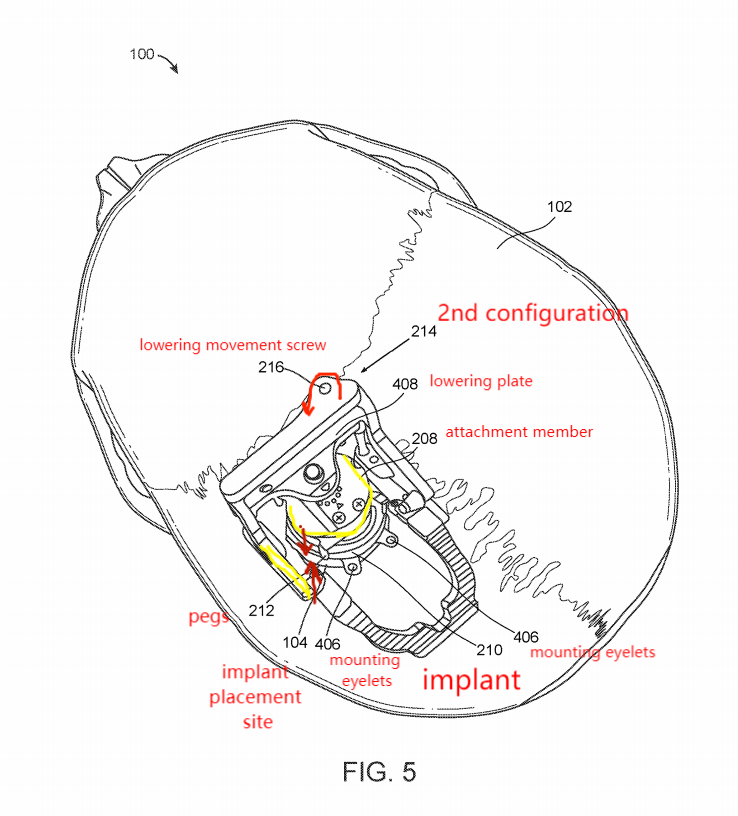 100
102
2nd configuration
214
lowering movement screw
216
408 lowering plate
208 attachment member
212
pegs
104
406
210
406
mounting eyelets
mounting
eyelets
implant
placement
site
implant
FIG. 5